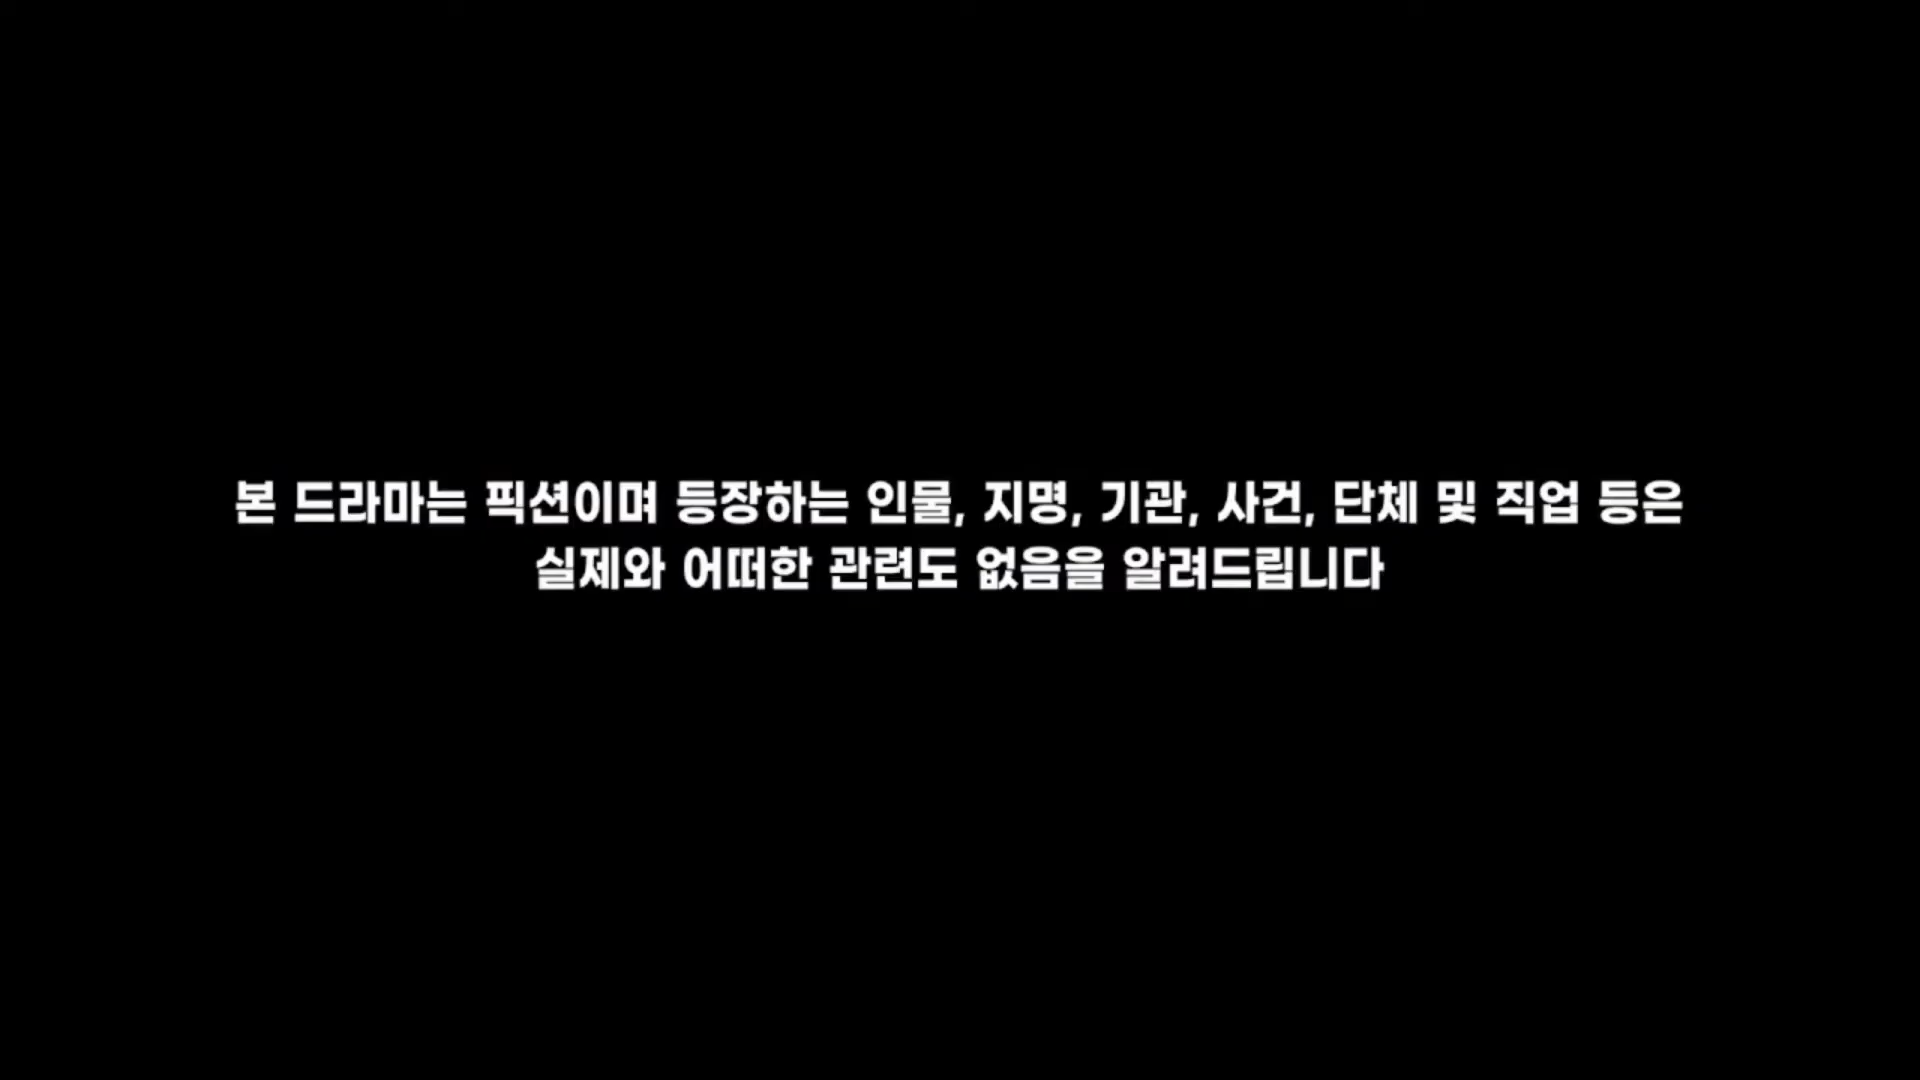 본 드라마는 픽션이며 등장하는 인물, 지명, 기관, 사건, 단체 및 직업 등은
실제와 어떠한 관련도 없음을 알려드립니다